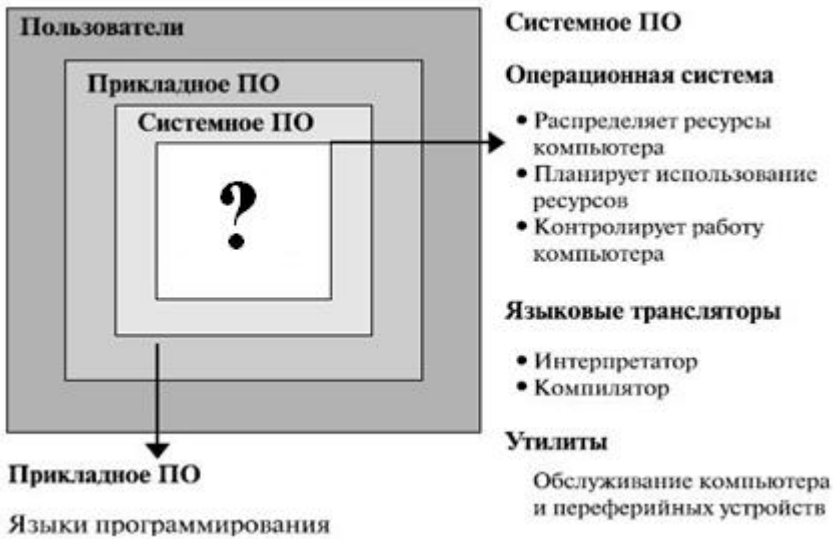 Пользователи
Прикладное ПО
Системное ПО
?
Прикладное ПО
Языки программирования
Системное ПО
Операционная система
• Распределяет ресурсы
компьютера
• Планирует использование
ресурсов
• Контролирует работу
компьютера
Языковые трансляторы
• Интерпретатор
• Компилятор
Утилиты
Обслуживание компьютера
и переферийных устройств